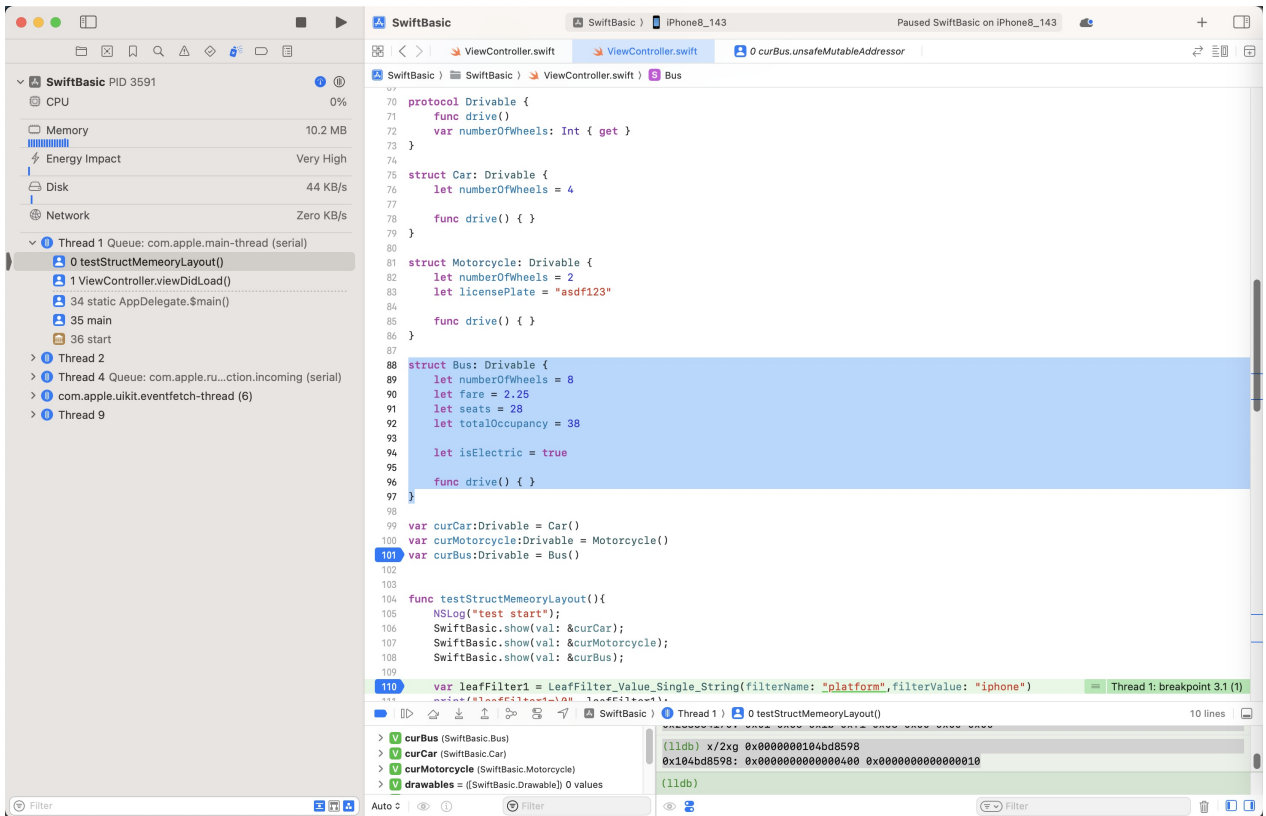 SwiftBasic
SwiftBasic 〉 iPhone8_143
Paused SwiftBasic on iPhone8_143
ViewController.swift
ViewController.swift
0 curBus.unsafeMutableAddressor
SwiftBasic 〉 SwiftBasic 〉 ViewController.swift 〉 S Bus
SwiftBasic PID 3591
CPU 0%
Memory 10.2 MB
Energy Impact Very High
Disk 44 KB/s
Network Zero KB/s
Thread 1 Queue: com.apple.main-thread (serial)
0 testStructMemeoryLayout()
1 ViewController.viewDidLoad()
34 static AppDelegate.$main()
35 main
36 start
Thread 2
Thread 4 Queue: com.apple.ru...ction.incoming (serial)
com.apple.uikit.eventfetch-thread (6)
Thread 9
Filter
70 protocol Drivable {
71 func drive()
72 var numberOfWheels: Int { get }
73 }
74
75 struct Car: Drivable {
76 let numberOfWheels = 4
77
78 func drive() { }
79 }
80
81 struct Motorcycle: Drivable {
82 let numberOfWheels = 2
83 let licensePlate = "asdf123"
84
85 func drive() { }
86 }
87
88 struct Bus: Drivable {
89 let numberOfWheels = 8
90 let fare = 2.25
91 let seats = 28
92 let totalOccupancy = 38
93
94 let isElectric = true
95
96 func drive() { }
97 }
98
99 var curCar:Drivable = Car()
100 var curMotorcycle:Drivable = Motorcycle()
101 var curBus:Drivable = Bus()
102
103
104 func testStructMemeoryLayout(){
105 NSLog("test start");
106 SwiftBasic.show(val: &curCar);
107 SwiftBasic.show(val: &curMotorcycle);
108 SwiftBasic.show(val: &curBus);
109
110 var leafFilter1 = LeafFilter_Value_Single_String(filterName: "platform",filterValue: "iphone")
= Thread 1: breakpoint 3.1 (1)
SwiftBasic 〉 Thread 1 〉 0 testStructMemeoryLayout()
10 lines
V curBus (SwiftBasic.Bus)
V curCar (SwiftBasic.Car)
V curMotorcycle (SwiftBasic.Motorcycle)
V drawables = ([SwiftBasic.Drawable]) 0 values
(lldb) x/2xg 0x0000000104bd8598
0x104bd8598: 0x0000000000000400 0x0000000000000010
(lldb)
Auto
Filter
Filter